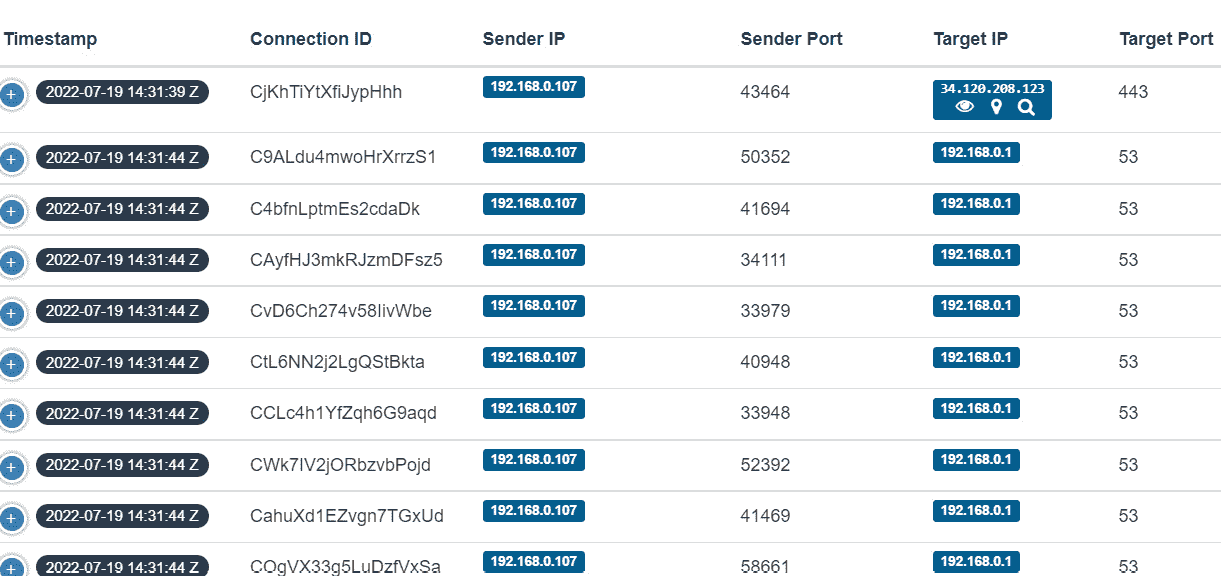 Timestamp Connection ID Sender IP Sender Port Target IP Target Port
2022-07-19 14:31:39 Z CjKhTiYtXfiJypHhh 192.168.0.107 43464 34.120.208.123 443
2022-07-19 14:31:44 Z C9ALdu4mwoHrXrrzS1 192.168.0.107 50352 192.168.0.1 53
2022-07-19 14:31:44 Z C4bfnLptmEs2cdaDk 192.168.0.107 41694 192.168.0.1 53
2022-07-19 14:31:44 Z CAyfHJ3mkRJzmDFsz5 192.168.0.107 34111 192.168.0.1 53
2022-07-19 14:31:44 Z CvD6Ch274v58IivWbe 192.168.0.107 33979 192.168.0.1 53
2022-07-19 14:31:44 Z CtL6NN2j2LgQStBkta 192.168.0.107 40948 192.168.0.1 53
2022-07-19 14:31:44 Z CCLc4h1YfZqh6G9aqd 192.168.0.107 33948 192.168.0.1 53
2022-07-19 14:31:44 Z CWk7IV2jORbzvbPojd 192.168.0.107 52392 192.168.0.1 53
2022-07-19 14:31:44 Z CahuXd1EZvgn7TGxUd 192.168.0.107 41469 192.168.0.1 53
2022-07-19 14:31:44 Z COgVX33g5LuDzfVxSa 192.168.0.107 58661 192.168.0.1 53